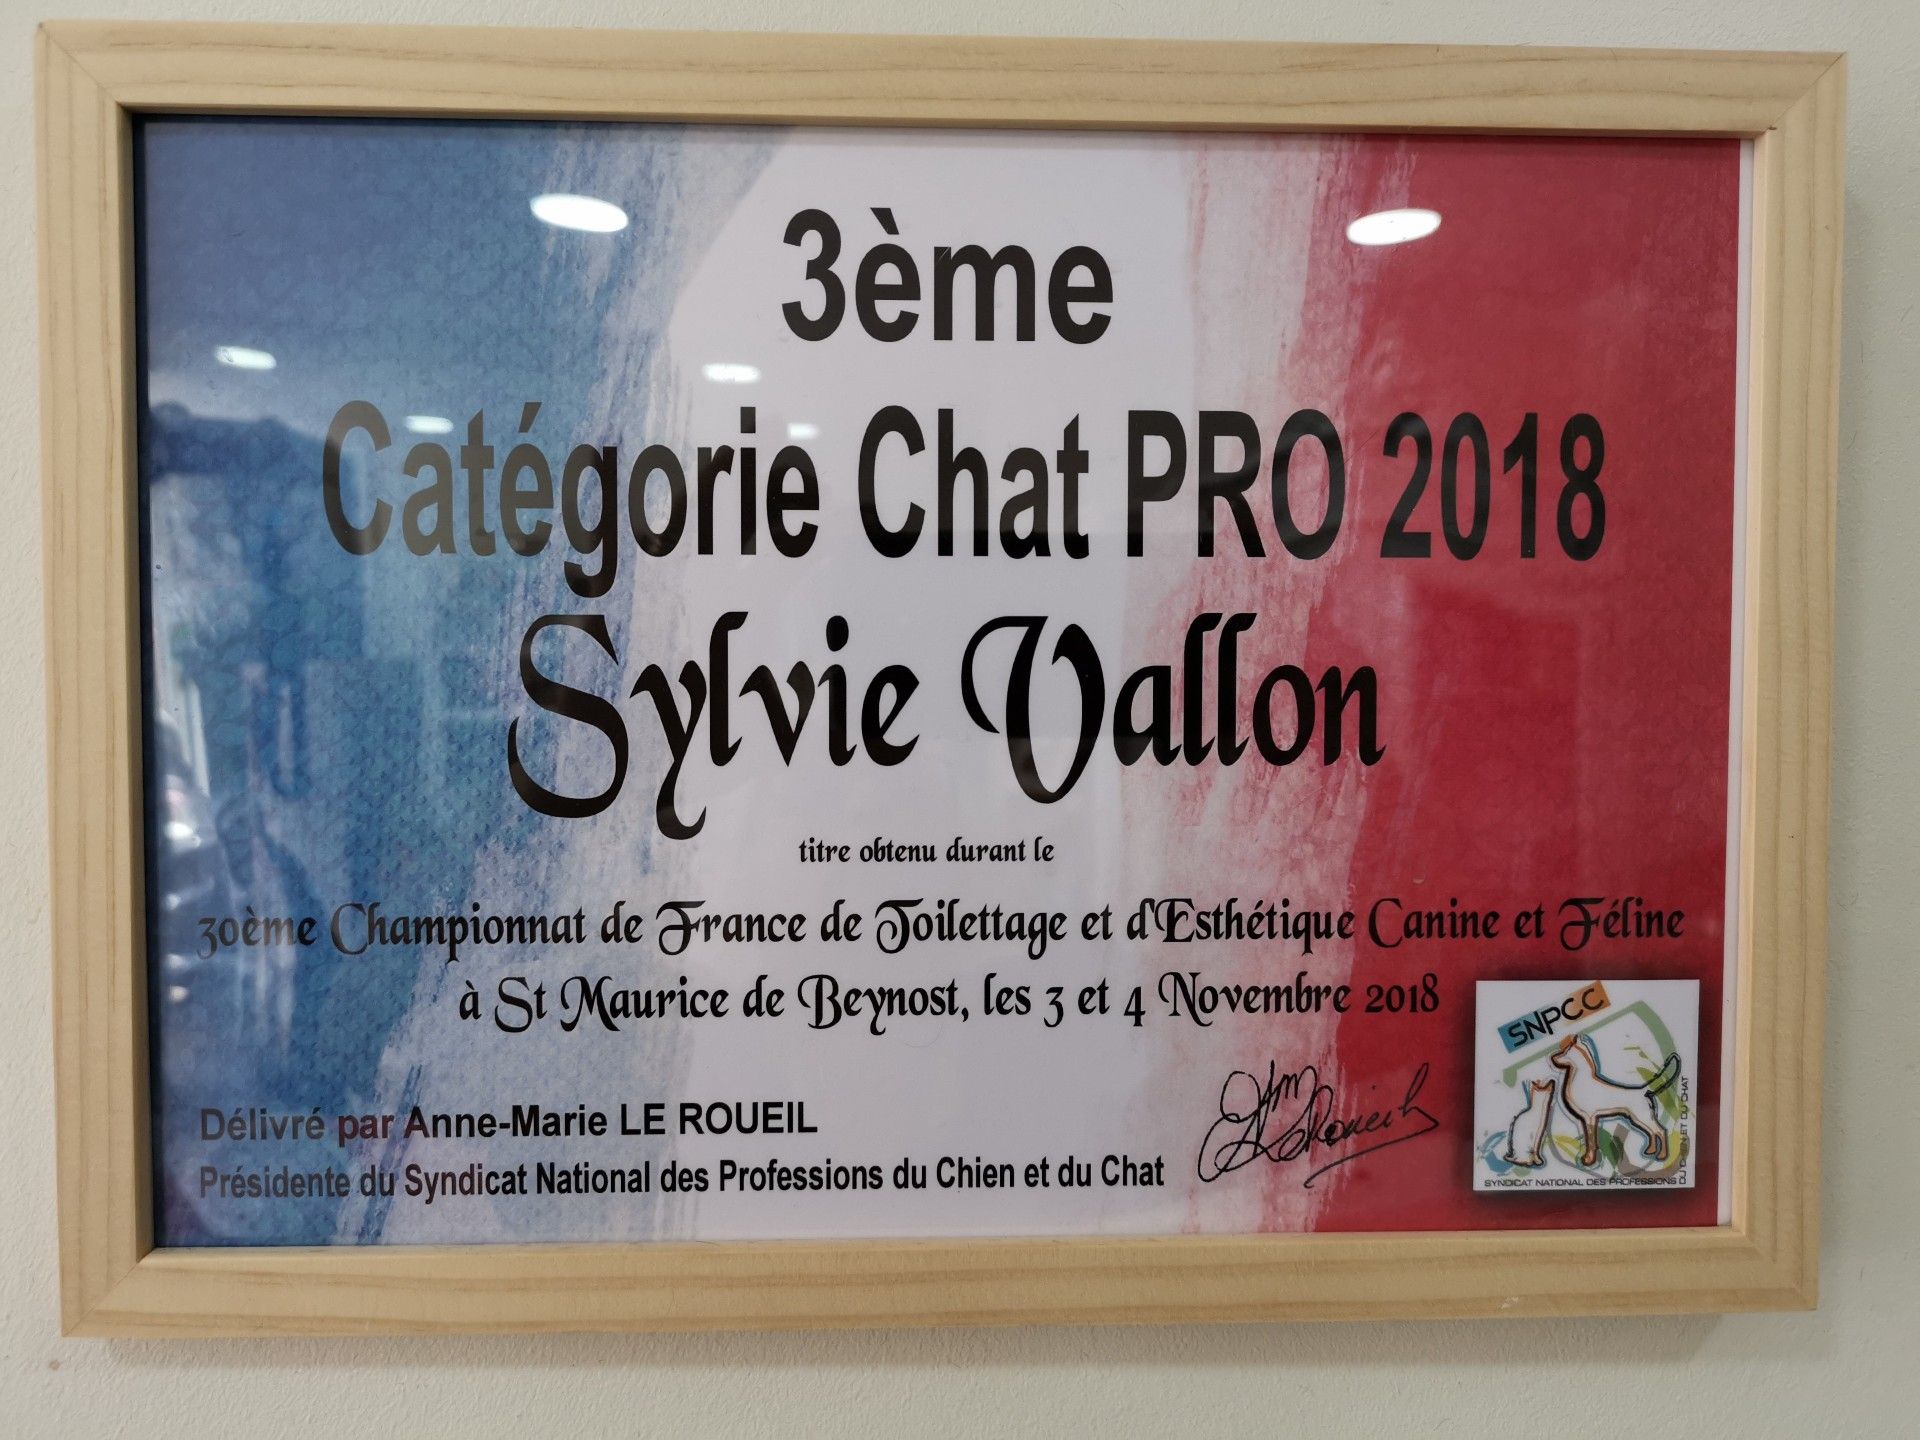 3ème
Catégorie Chat PRO 2018
Sylvie Vallon
titre obtenu durant le
30ème Championnat de France de Toilettage et d'Esthétique Canine et Féline
à St Maurice de Beynost, les 3 et 4 Novembre 2018
Délivré par Anne-Marie LE ROUEIL
Présidente du Syndicat National des Professions du Chien et du Chat
AM Le Roueil
SNPCC
SYNDICAT NATIONAL DES PROFESSIONS
DU CHIEN ET DU CHAT